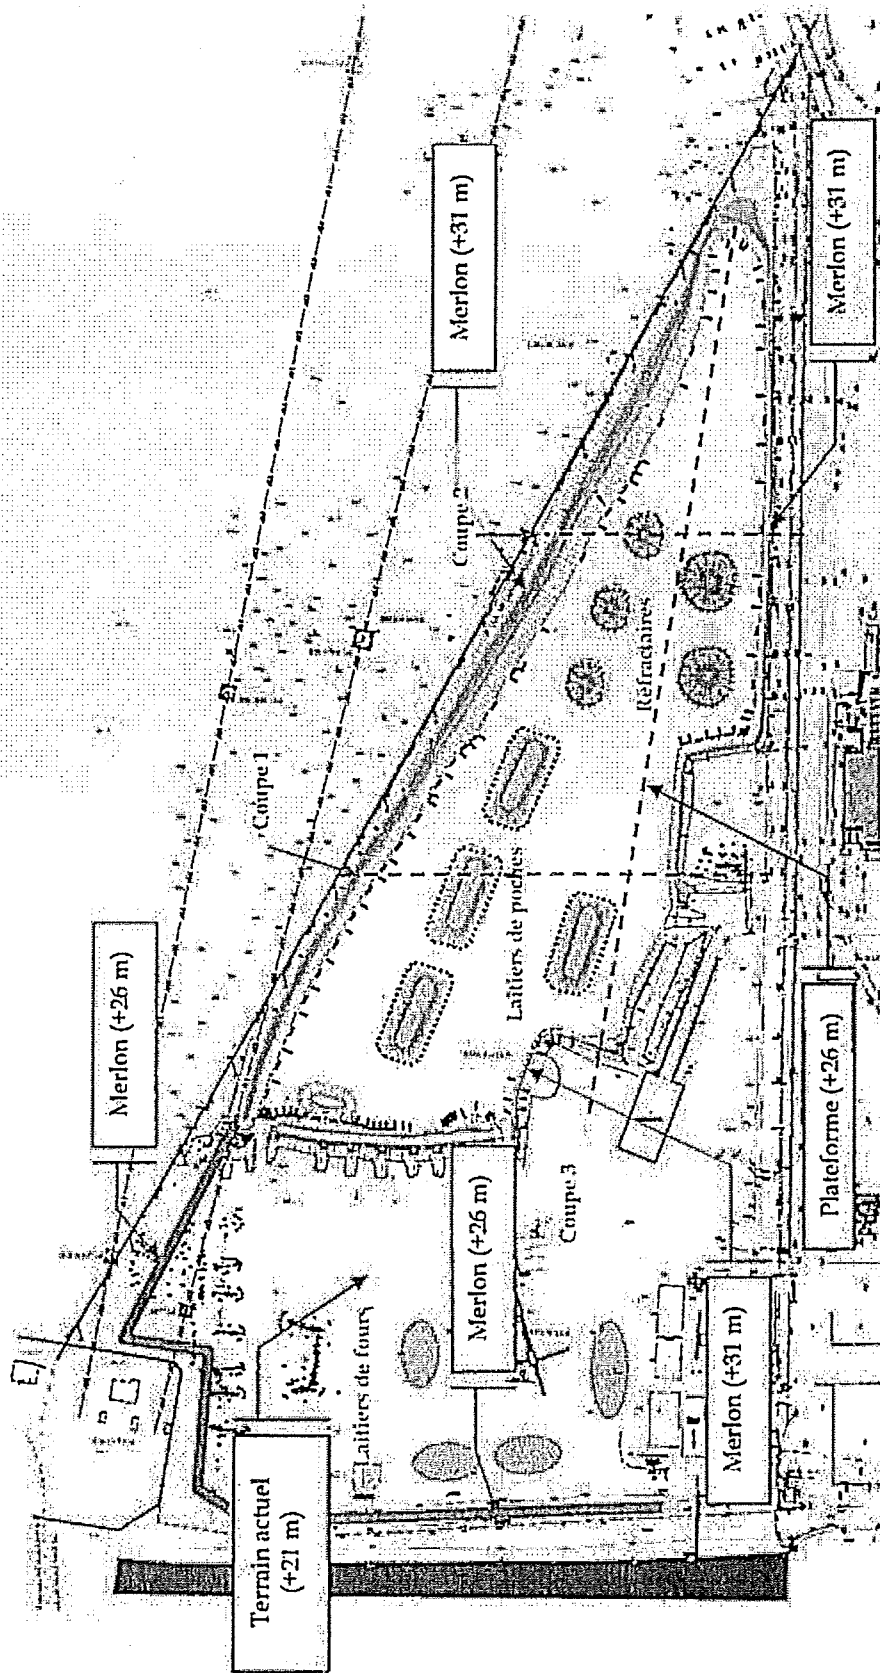 Merlon (+26 m)
Coupe 1
Merlon (+31 m)
Coupe 2
Terrain actuel
(+21 m)
Laitiers de fours
Merlon (+26 m)
Laitiers de poches
Coupe 3
Réfractaires
Merlon (+31 m)
Plateforme (+26 m)
Merlon (+31 m)